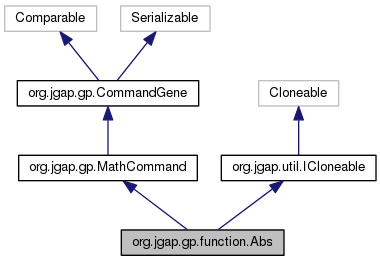 Comparable
Serializable
org.jgap.gp.CommandGene
Cloneable
org.jgap.gp.MathCommand
org.jgap.util.ICloneable
org.jgap.gp.function.Abs